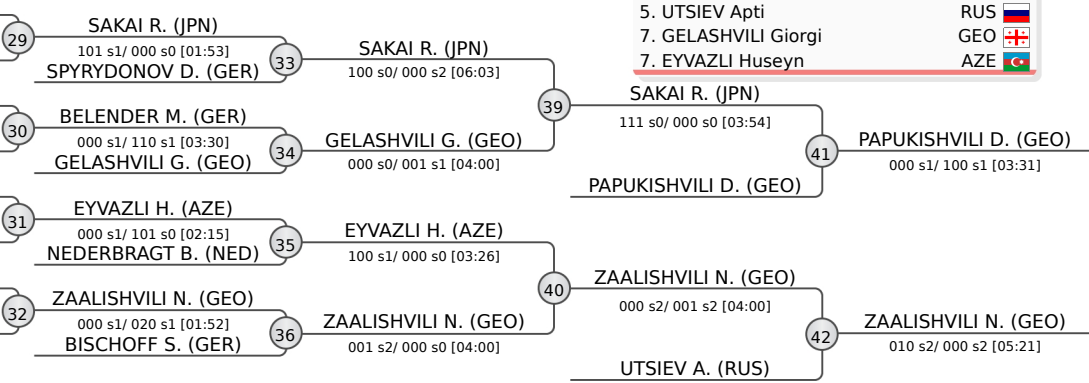 5. UTSIEV Apti RUS
7. GELASHVILI Giorgi GEO
7. EYVAZLI Huseyn AZE
29
SAKAI R. (JPN)
101 s1/ 000 s0 [01:53]
SPYRYDONOV D. (GER)
33
SAKAI R. (JPN)
100 s0/ 000 s2 [06:03]
30
BELENDER M. (GER)
000 s1/ 110 s1 [03:30]
GELASHVILI G. (GEO)
34
GELASHVILI G. (GEO)
000 s0/ 001 s1 [04:00]
39
SAKAI R. (JPN)
111 s0/ 000 s0 [03:54]
PAPUKISHVILI D. (GEO)
41
PAPUKISHVILI D. (GEO)
000 s1/ 100 s1 [03:31]
31
EYVAZLI H. (AZE)
000 s1/ 101 s0 [02:15]
NEDERBRAGT B. (NED)
35
EYVAZLI H. (AZE)
100 s1/ 000 s0 [03:26]
32
ZAALISHVILI N. (GEO)
000 s1/ 020 s1 [01:52]
BISCHOFF S. (GER)
36
ZAALISHVILI N. (GEO)
001 s2/ 000 s0 [04:00]
40
ZAALISHVILI N. (GEO)
000 s2/ 001 s2 [04:00]
UTSIEV A. (RUS)
42
ZAALISHVILI N. (GEO)
010 s2/ 000 s2 [05:21]